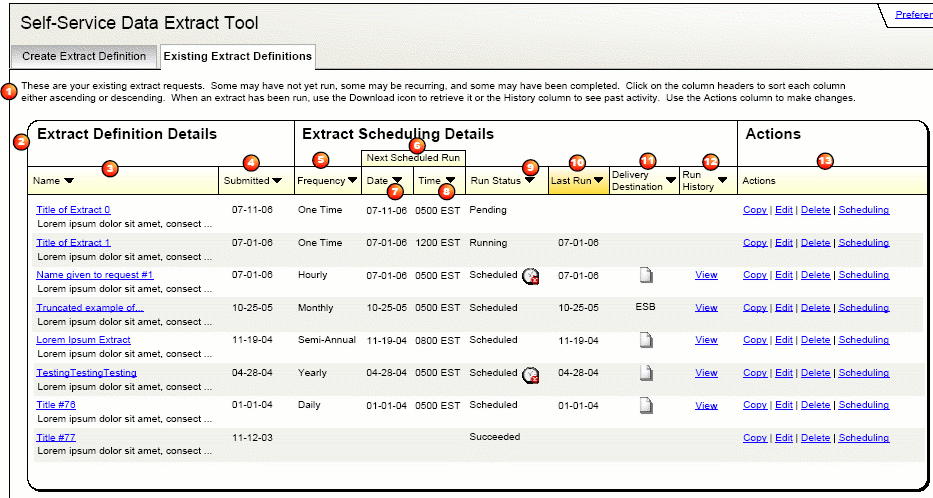 Self-Service Data Extract Tool
Preferen
Create Extract Definition
Existing Extract Definitions
1 These are your existing extract requests. Some may have not yet run, some may be recurring, and some may have been completed. Click on the column headers to sort each column
either ascending or descending. When an extract has been run, use the Download icon to retrieve it or the History column to see past activity. Use the Actions column to make changes.
2 Extract Definition Details Extract Scheduling Details Actions
3 4 5 6 9 10 11 12 13
Next Scheduled Run
Name Submitted Frequency Date Time Run Status Last Run Delivery Destination Run History Actions
7 8
Title of Extract 0 07-11-06 One Time 07-11-06 0500 EST Pending Copy | Edit | Delete | Scheduling
Lorem ipsum dolor sit amet, consect ...
Title of Extract 1 07-01-06 One Time 07-01-06 1200 EST Running 07-01-06 Copy | Edit | Delete | Scheduling
Lorem ipsum dolor sit amet, consect ...
Name given to request #1 07-01-06 Hourly 07-01-06 0500 EST Scheduled 07-01-06 View Copy | Edit | Delete | Scheduling
Lorem ipsum dolor sit amet, consect ...
Truncated example of... 10-25-05 Monthly 10-25-05 0500 EST Scheduled 10-25-05 ESB View Copy | Edit | Delete | Scheduling
Lorem ipsum dolor sit amet, consect ...
Lorem Ipsum Extract 11-19-04 Semi-Annual 11-19-04 0800 EST Scheduled 11-19-04 View Copy | Edit | Delete | Scheduling
Lorem ipsum dolor sit amet, consect ...
TestingTestingTesting 04-28-04 Yearly 04-28-04 0500 EST Scheduled 04-28-04 View Copy | Edit | Delete | Scheduling
Lorem ipsum dolor sit amet, consect ...
Title #76 01-01-04 Daily 01-01-04 0500 EST Scheduled 01-01-04 View Copy | Edit | Delete | Scheduling
Lorem ipsum dolor sit amet, consect ...
Title #77 11-12-03 Succeeded Copy | Edit | Delete | Scheduling
Lorem ipsum dolor sit amet, consect ...